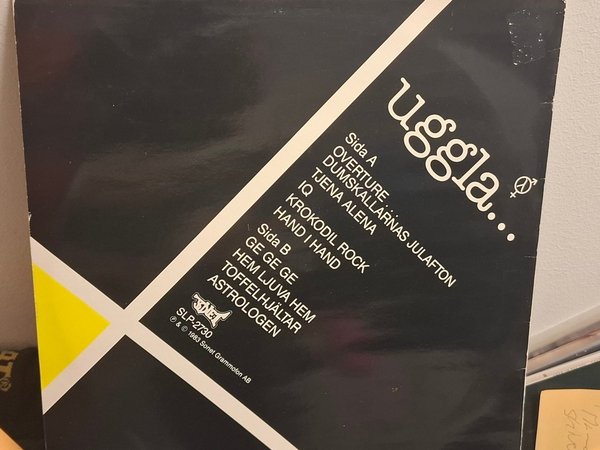 uggla...
Sida A
OVERTURE
DUMSKALLARNAS JULAFTON
TJENA ALENA
IQ
KROKODIL ROCK
HAND I HAND
Sida B
GE GE GE
HEM LJUVA HEM
TOFFELHJÄLTAR
ASTROLOGEN
SONET
SLP-2730
℗ & © 1983 Sonet Grammofon AB